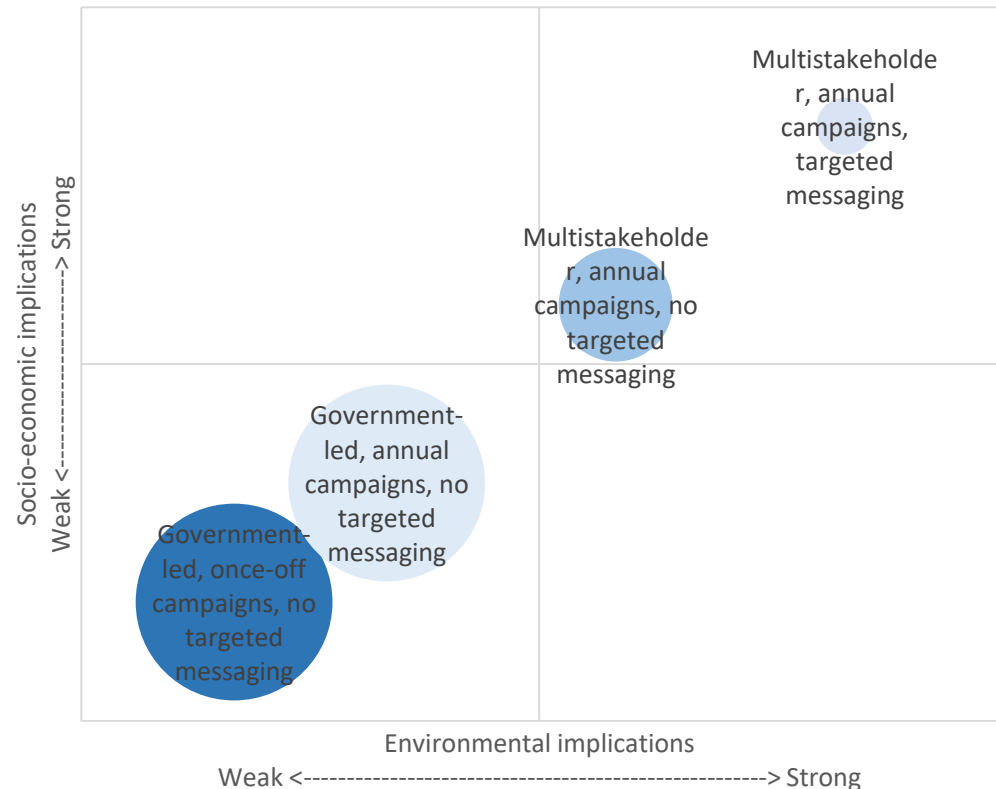 Multistakeholde
r, annual
campaigns,
targeted
messaging
Multistakeholde
r, annual
campaigns, no
targeted
messaging
Government-
led, annual
campaigns, no
targeted
messaging
Government-
led, once-off
campaigns, no
targeted
messaging
Socio-economic implications
Weak <---------------> Strong
Environmental implications
Weak <------------------------------------------------> Strong